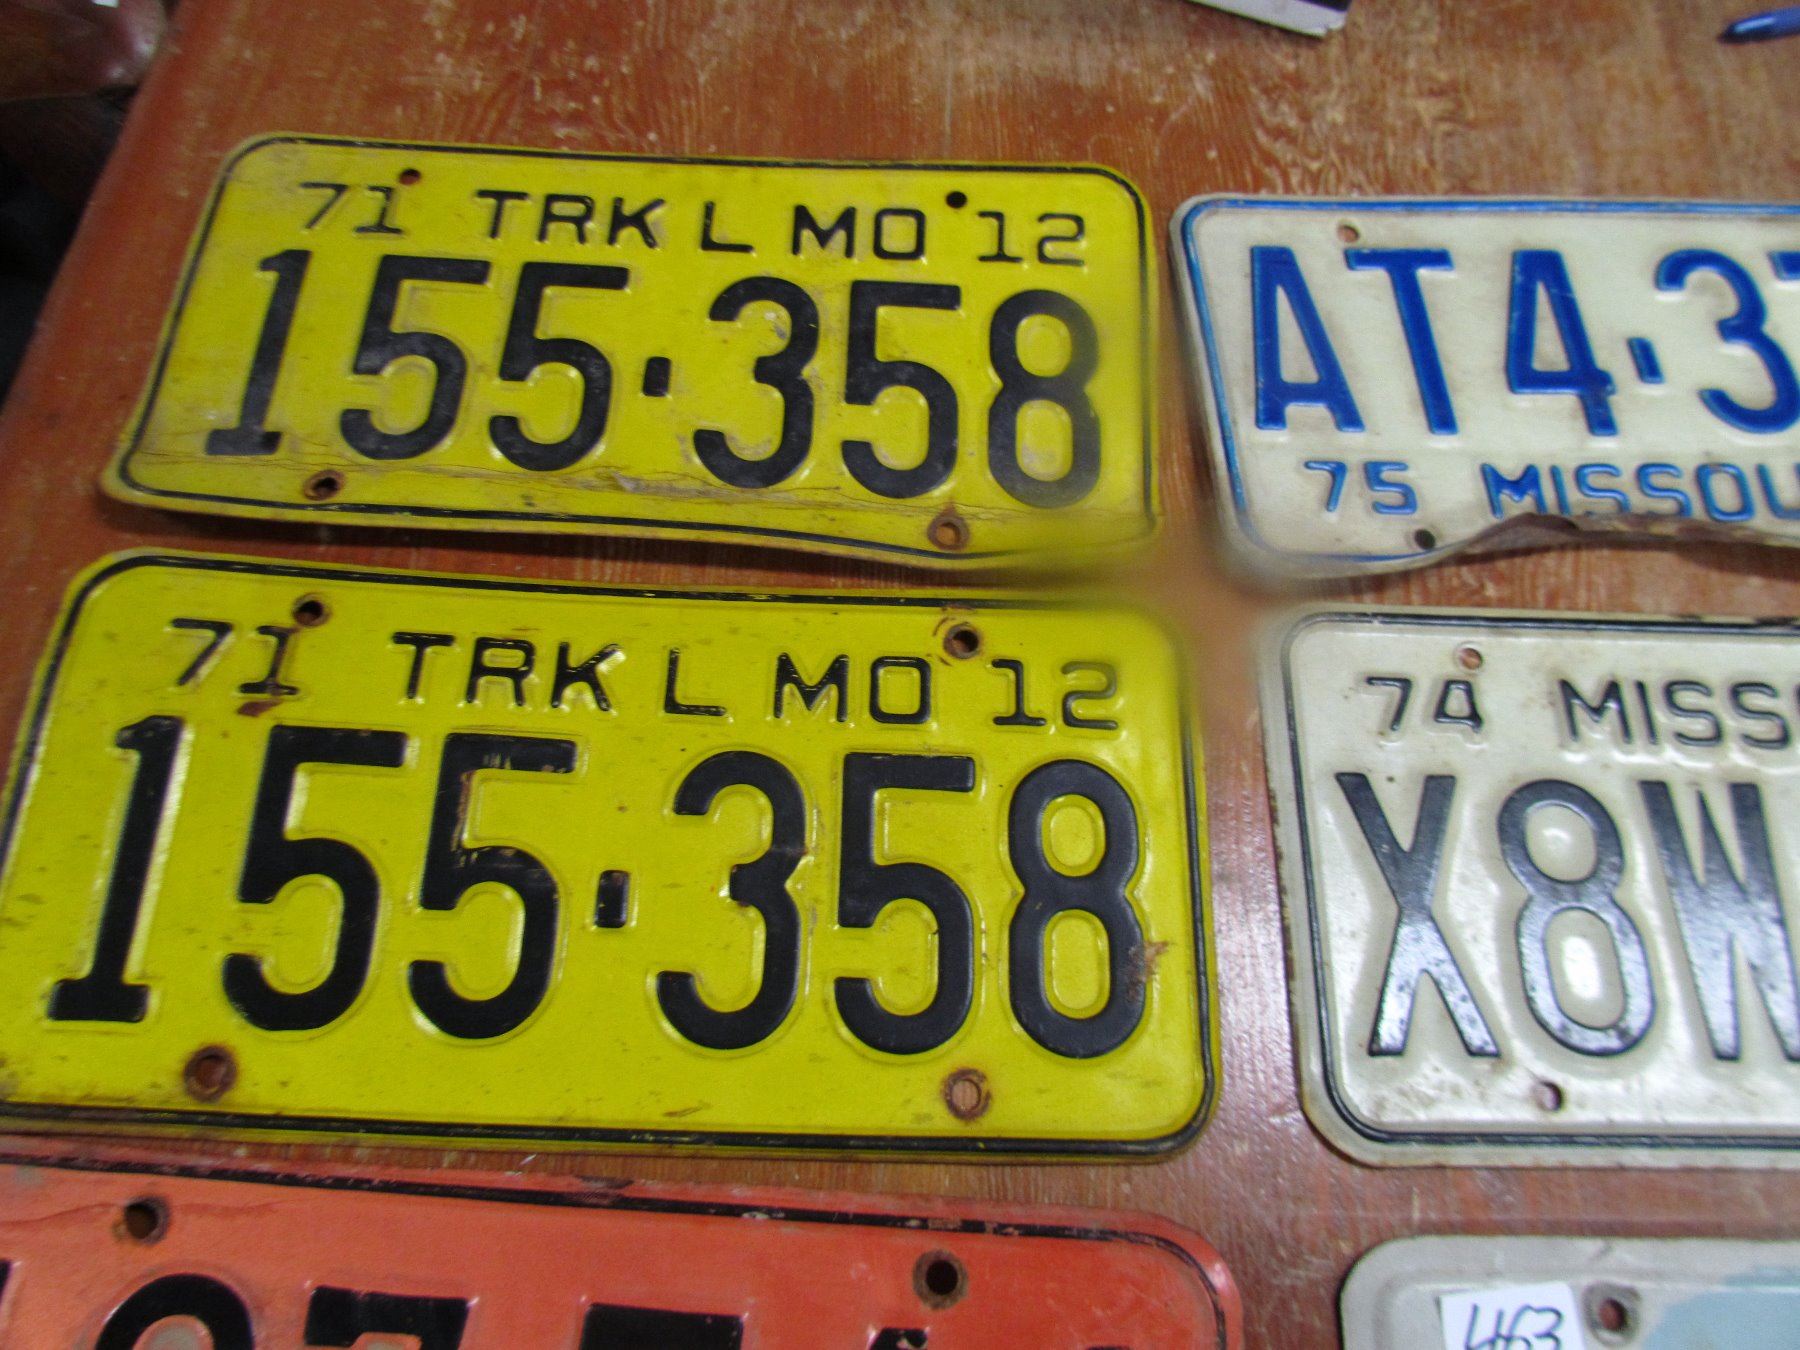 71 TRK L MO 12
155·358
AT4·3
75 MISSOU
71 TRK L MO 12
155·358
74 MISS
X8W
463